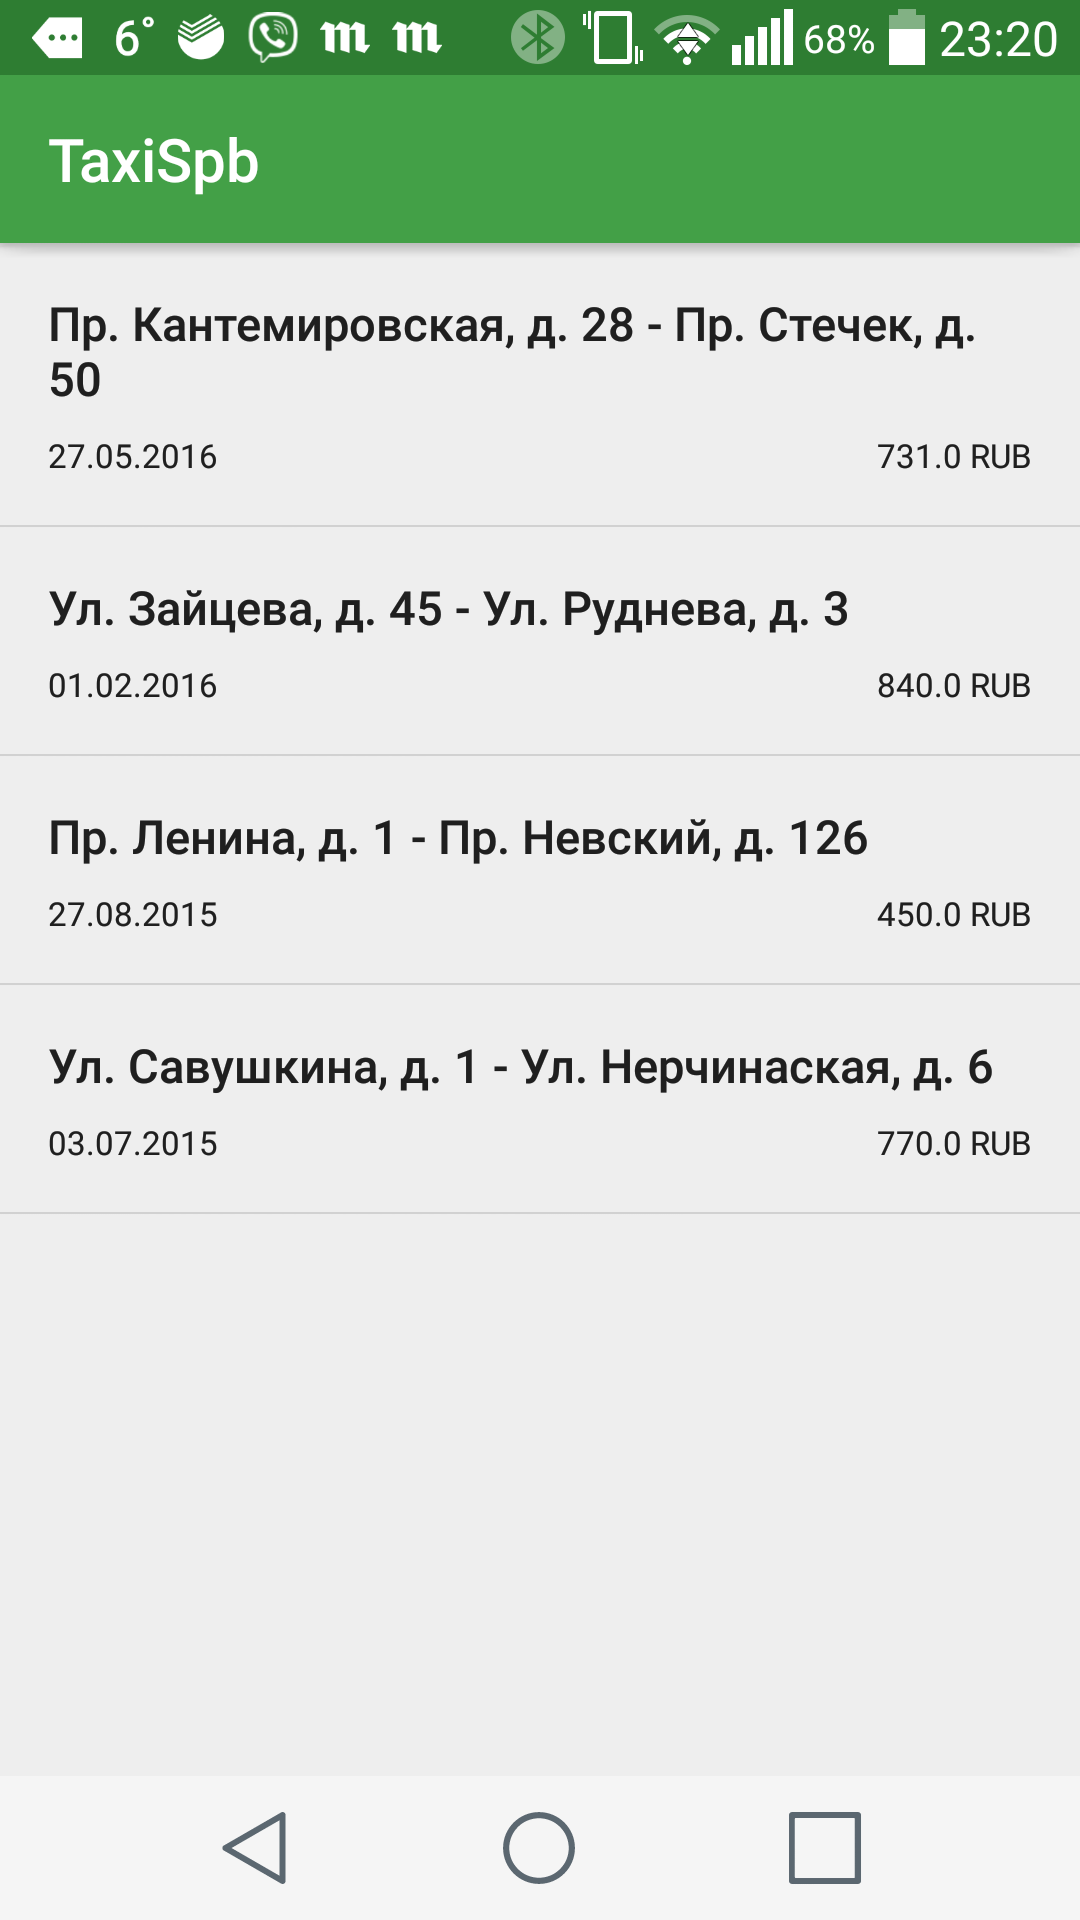 6° m m 68% 23:20
TaxiSpb
Пр. Кантемировская, д. 28 - Пр. Стечек, д.
50
27.05.2016 731.0 RUB
Ул. Зайцева, д. 45 - Ул. Руднева, д. 3
01.02.2016 840.0 RUB
Пр. Ленина, д. 1 - Пр. Невский, д. 126
27.08.2015 450.0 RUB
Ул. Савушкина, д. 1 - Ул. Нерчинаская, д. 6
03.07.2015 770.0 RUB